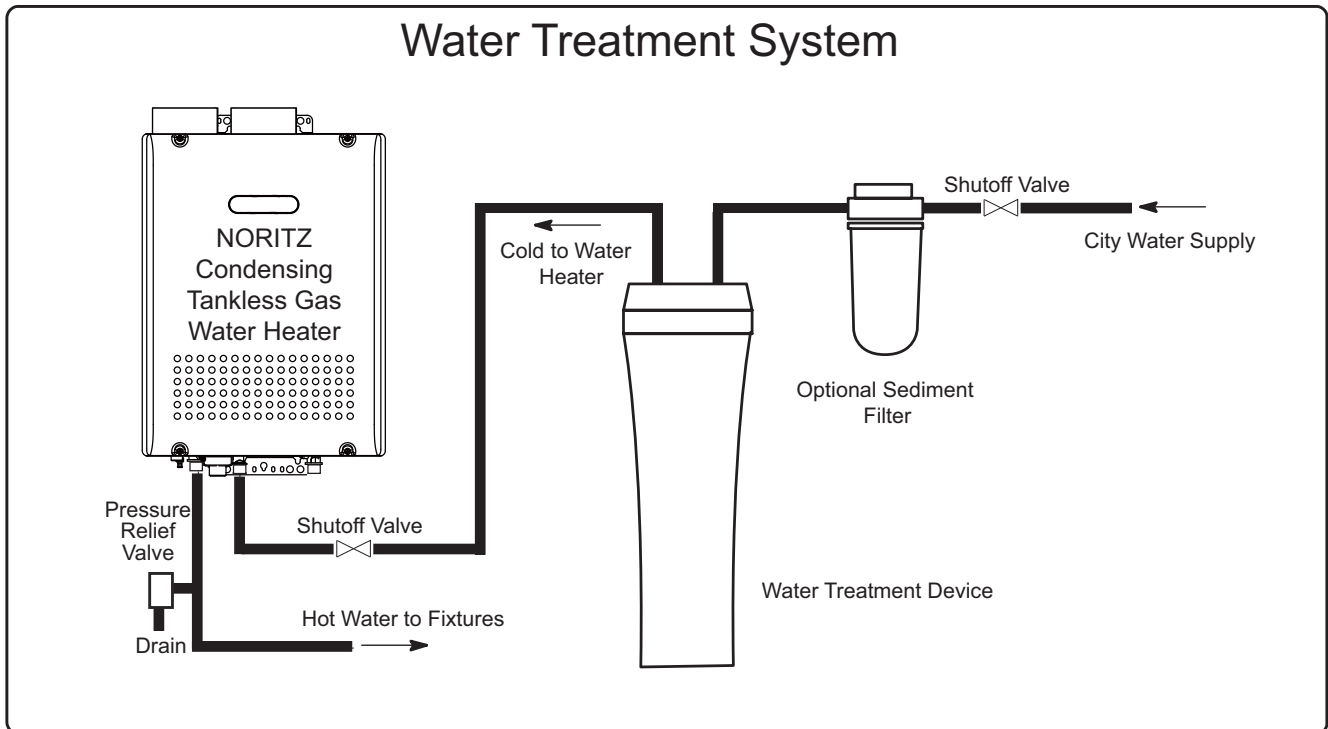 Water Treatment System
NORITZ
Condensing
Tankless Gas
Water Heater
Cold to Water
Heater
Shutoff Valve
City Water Supply
Optional Sediment
Filter
Pressure
Relief
Valve
Shutoff Valve
Water Treatment Device
Hot Water to Fixtures
Drain